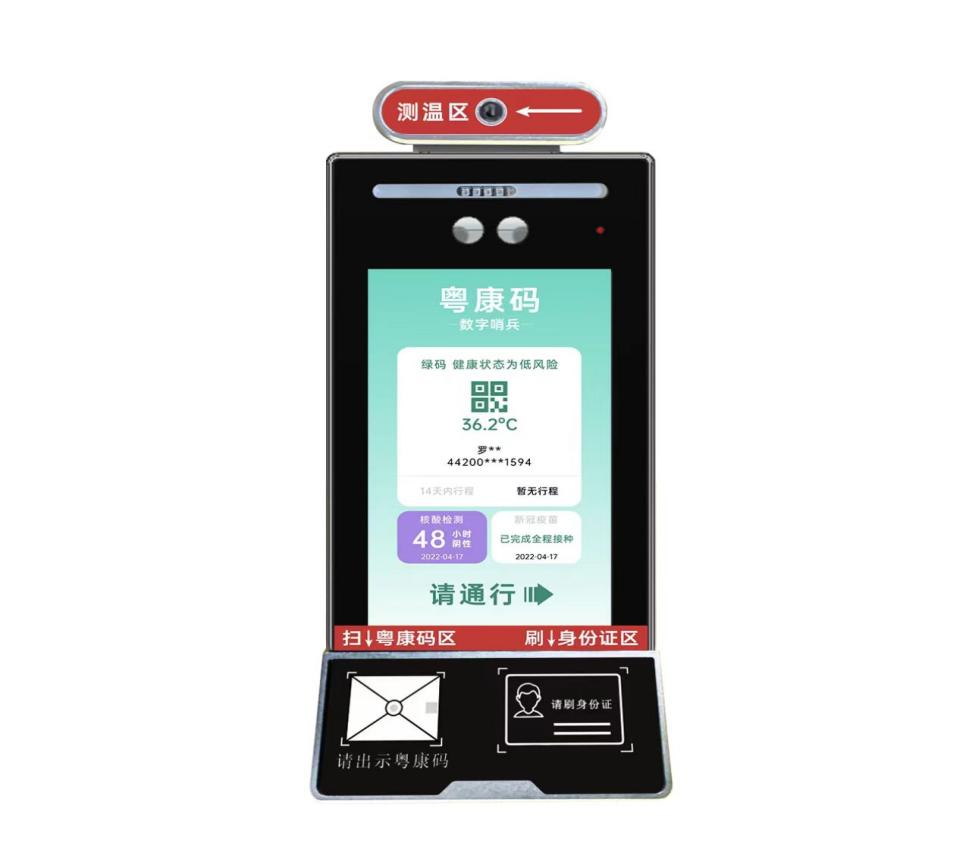 测温区
粤康码
数字哨兵
绿码 健康状态为低风险
36.2℃
罗**
44200***1594
14天内行程 暂无行程
核酸检测
48 小时 阴性
2022-04-17
新冠疫苗
已完成全程接种
2022-04-17
请通行
扫↓粤康码区 刷↓身份证区
请刷身份证
请出示粤康码